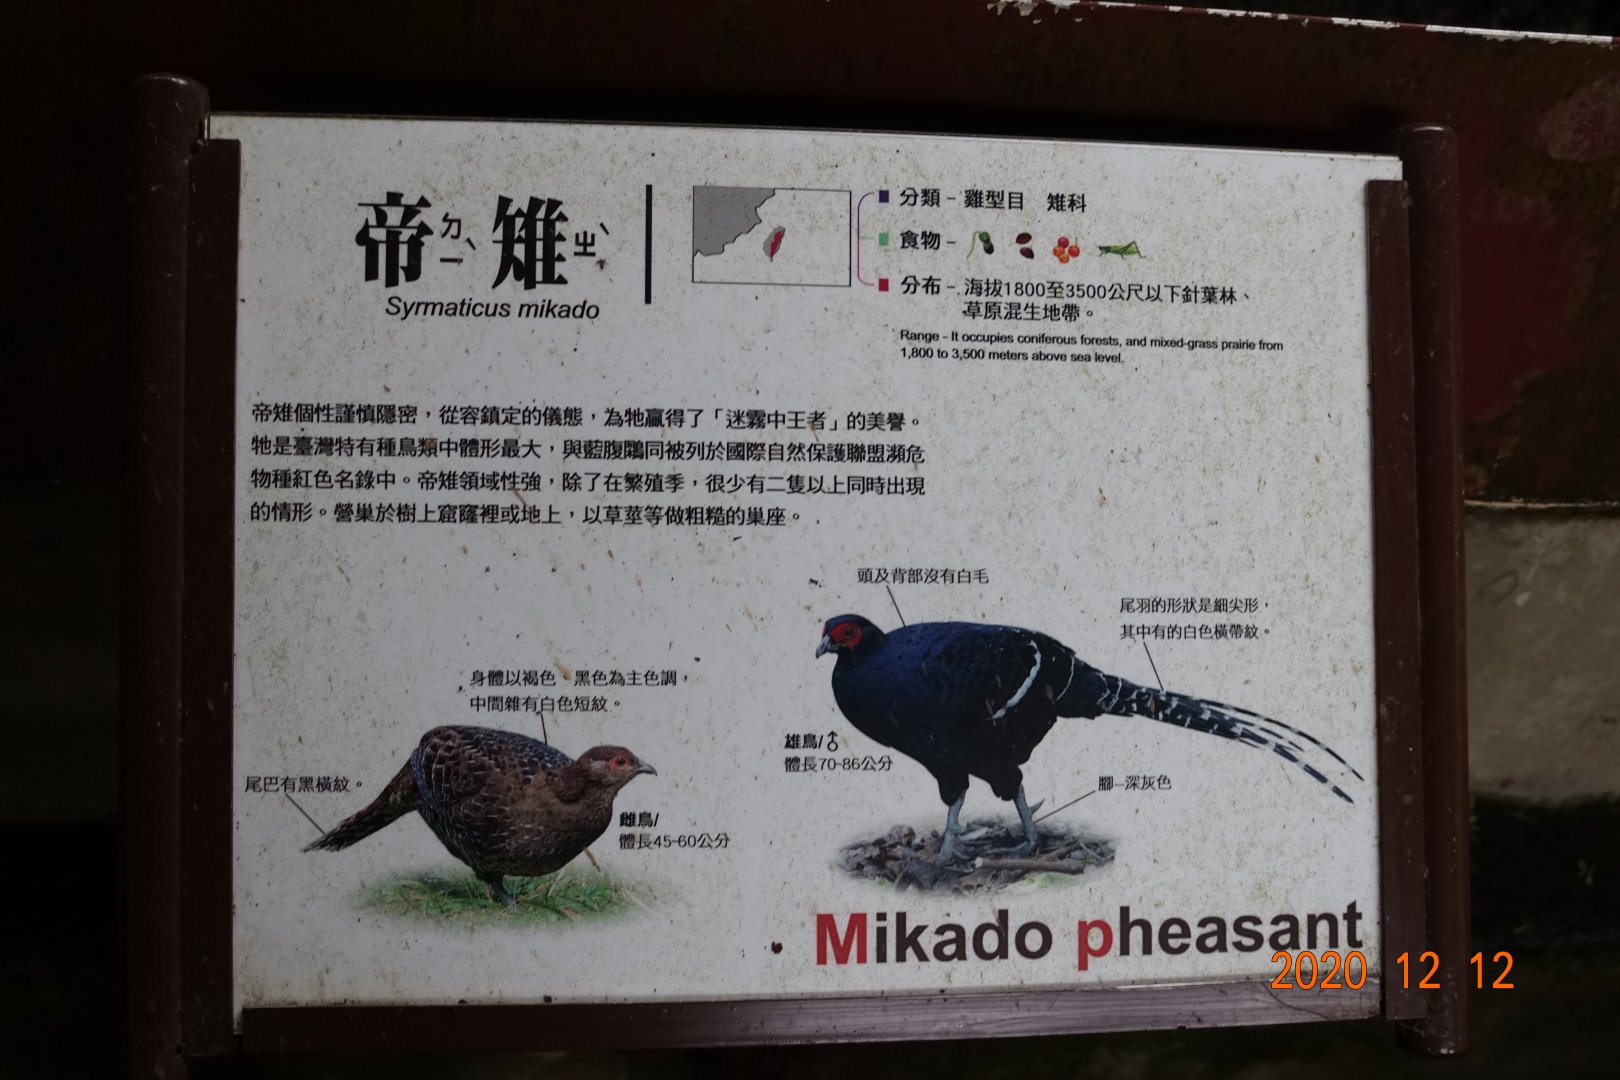 帝ㄉㄧˋ 雉ㄓˋ
Syrmaticus mikado
分類 - 雞型目 雉科
食物 -
分布 - 海拔1800至3500公尺以下針葉林、
草原混生地帶。
Range - It occupies coniferous forests, and mixed-grass prairie from
1,800 to 3,500 meters above sea level.
帝雉個性謹慎隱密，從容鎮定的儀態，為牠贏得了「迷霧中王者」的美譽。
牠是臺灣特有種鳥類中體形最大，與藍腹鷴同被列於國際自然保護聯盟瀕危
物種紅色名錄中。帝雉領域性強，除了在繁殖季，很少有二隻以上同時出現
的情形。營巢於樹上窟窿裡或地上，以草莖等做粗糙的巢座。
頭及背部沒有白毛
尾羽的形狀是細尖形，
其中有的白色橫帶紋。
身體以褐色、黑色為主色調，
中間雜有白色短紋。
雄鳥/♂
體長70-86公分
尾巴有黑橫紋。
腳–深灰色
雌鳥/
體長45-60公分
Mikado pheasant
2020 12 12